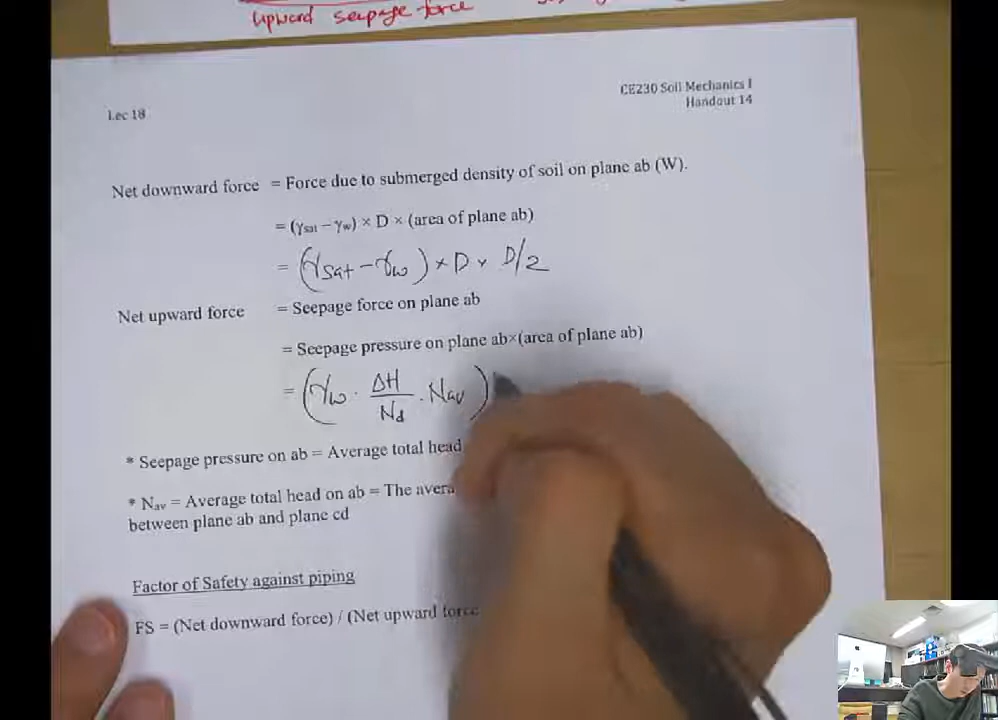 upward seepage force
Lec 18
CE230 Soil Mechanics I
Handout 14
Net downward force = Force due to submerged density of soil on plane ab (W).
= (γsat − γw) × D × (area of plane ab)
= (γsat − γw) × D × D/2
Net upward force = Seepage force on plane ab
= Seepage pressure on plane ab×(area of plane ab)
= (γw · ΔH/Nd · Nav)
* Seepage pressure on ab = Average total head
* Nav = Average total head on ab = The
between plane ab and plane cd
Factor of Safety against piping
FS = (Net downward force) / (Net upward force